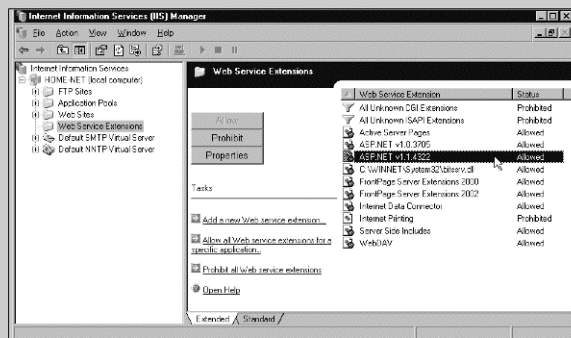 Internet Information Services (IIS) Manager
File Action View Window Help
Internet Information Services
HOME-NET (local computer)
FTP Sites
Application Pools
Web Sites
Web Service Extensions
Default SMTP Virtual Server
Default NNTP Virtual Server
Web Service Extensions
Allow
Prohibit
Properties
Tasks
Add a new Web service extension...
Allow all Web service extensions for a
specific application...
Prohibit all Web service extensions
Open Help
Web Service Extension Status
All Unknown CGI Extensions Prohibited
All Unknown ISAPI Extensions Prohibited
Active Server Pages Allowed
ASP.NET v1.0.3705 Allowed
ASP.NET v1.1.4322 Allowed
C:\WINNET\System32\bitsrv.dll Allowed
FrontPage Server Extensions 2000 Allowed
FrontPage Server Extensions 2002 Allowed
Internet Data Connector Allowed
Internet Printing Prohibited
Server Side Includes Allowed
WebDAV Allowed
Extended Standard